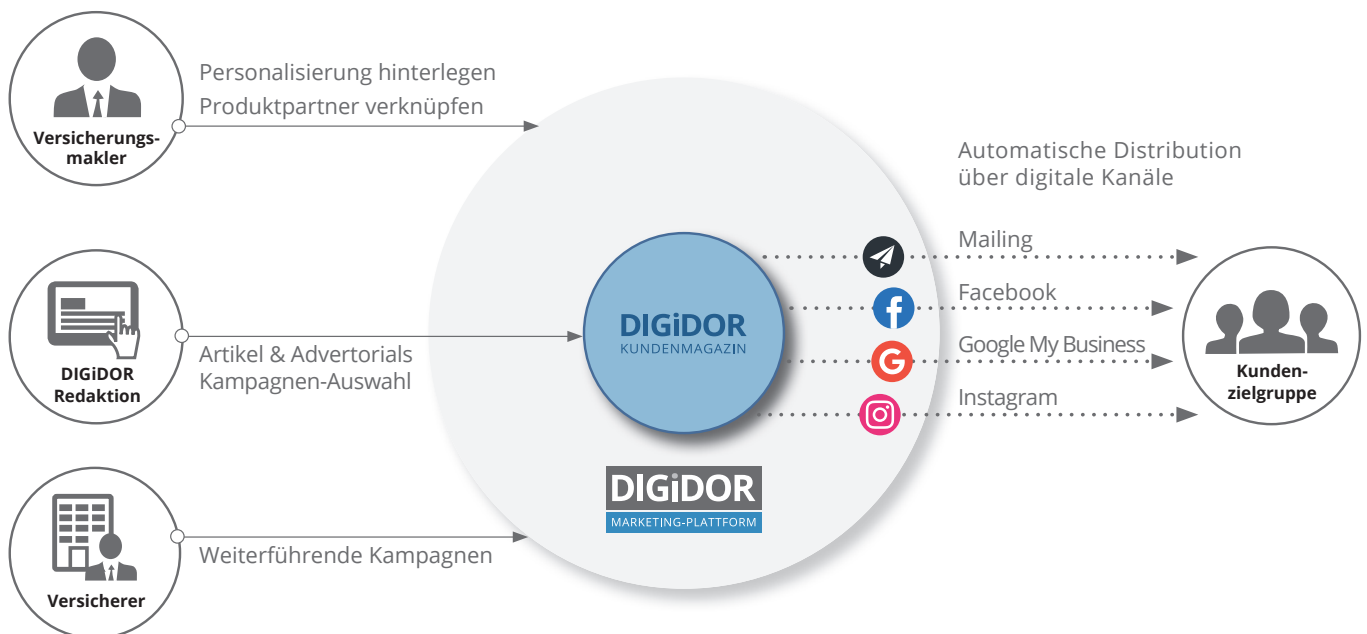 Personalisierung hinterlegen
Produktpartner verknüpfen
Versicherungs-
makler
Artikel & Advertorials
Kampagnen-Auswahl
DIGiDOR
Redaktion
Weiterführende Kampagnen
Versicherer
DIGiDOR
KUNDENMAGAZIN
DIGiDOR
MARKETING-PLATTFORM
Automatische Distribution
über digitale Kanäle
Mailing
Facebook
Google My Business
Instagram
Kunden-
zielgruppe